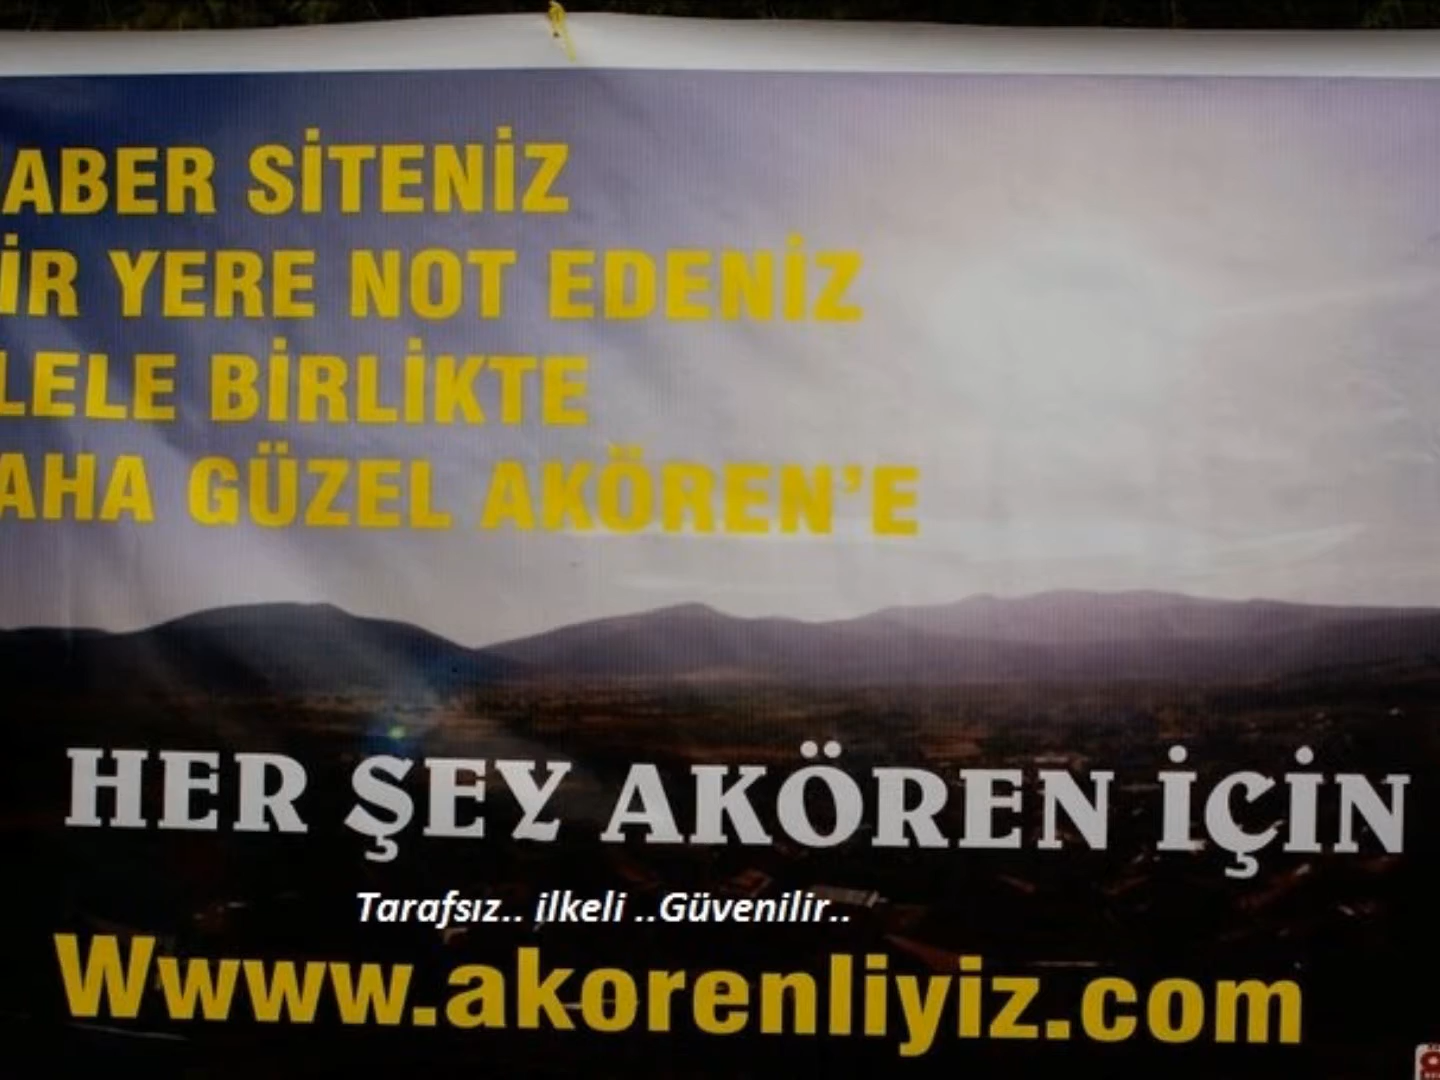 ABER SİTENİZ
İR YERE NOT EDENİZ
LELE BİRLİKTE
AHA GÜZEL AKÖREN'E
HER ŞEY AKÖREN İÇİN
Tarafsız.. ilkeli ..Güvenilir..
Wwww.akorenliyiz.com